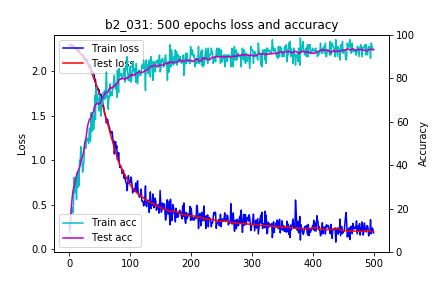 b2_031: 500 epochs loss and accuracy
Train loss
Test loss
Train acc
Test acc
Loss
2.0
1.5
1.0
0.5
0.0
Accuracy
100
80
60
40
20
0
0
100
200
300
400
500